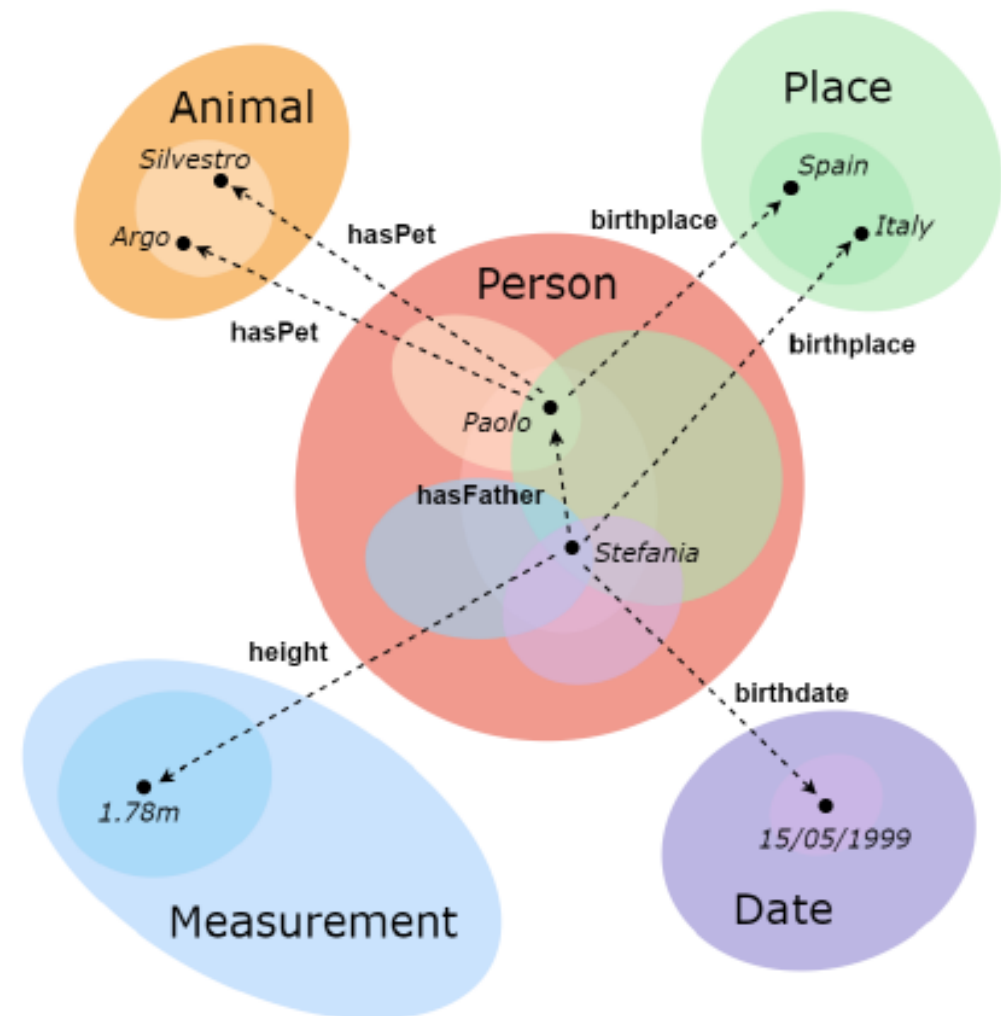 Place
Animal
Silvestro
Spain
Argo
hasPet
birthplace
Italy
Person
hasPet
birthplace
Paolo
hasFather
Stefania
height
birthdate
1.78m
15/05/1999
Measurement
Date